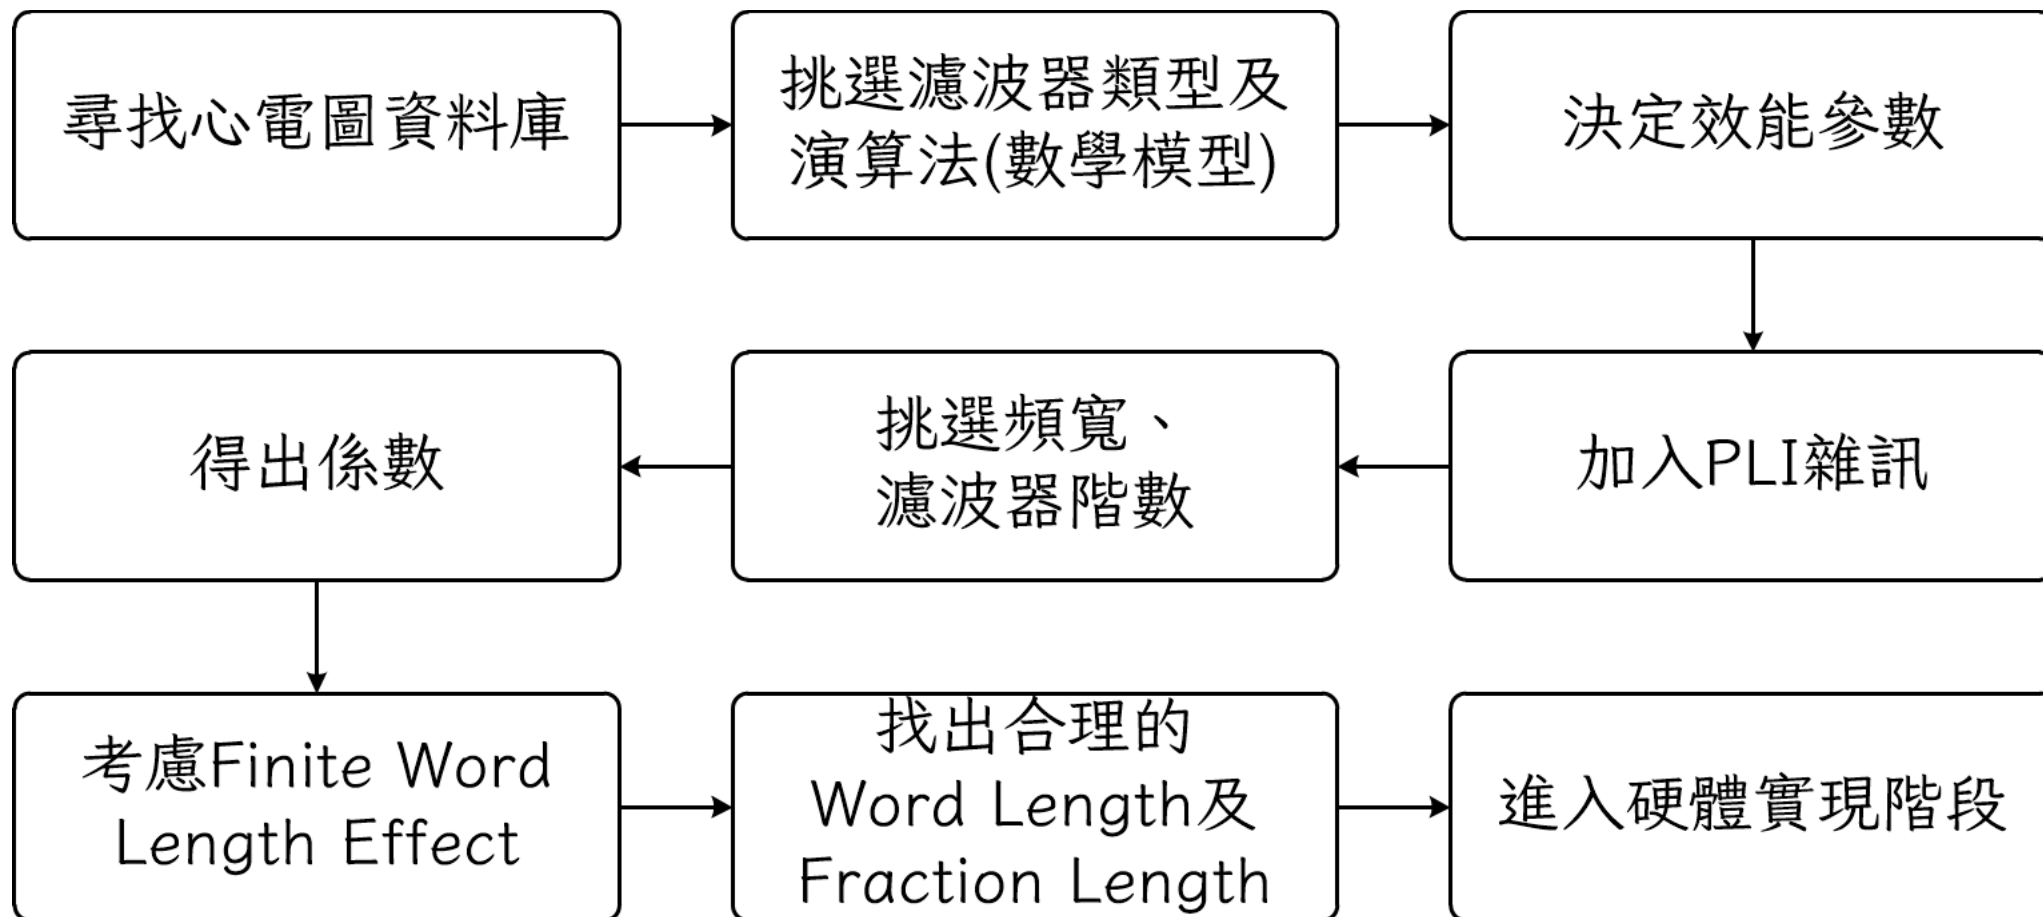 尋找心電圖資料庫
挑選濾波器類型及
演算法(數學模型)
決定效能參數
加入PLI雜訊
挑選頻寬、
濾波器階數
得出係數
考慮Finite Word
Length Effect
找出合理的
Word Length及
Fraction Length
進入硬體實現階段